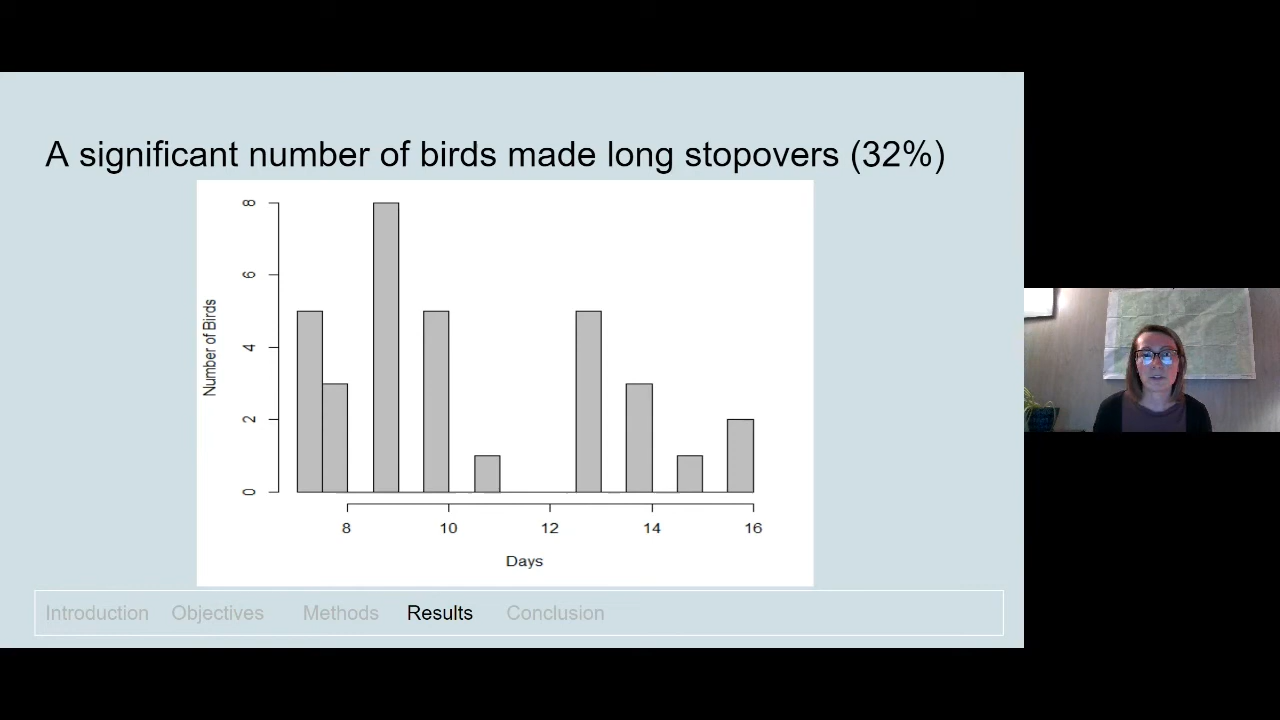 A significant number of birds made long stopovers (32%)
8
6
4
2
0
Number of Birds
8 10 12 14 16
Days
Introduction Objectives Methods Results Conclusion